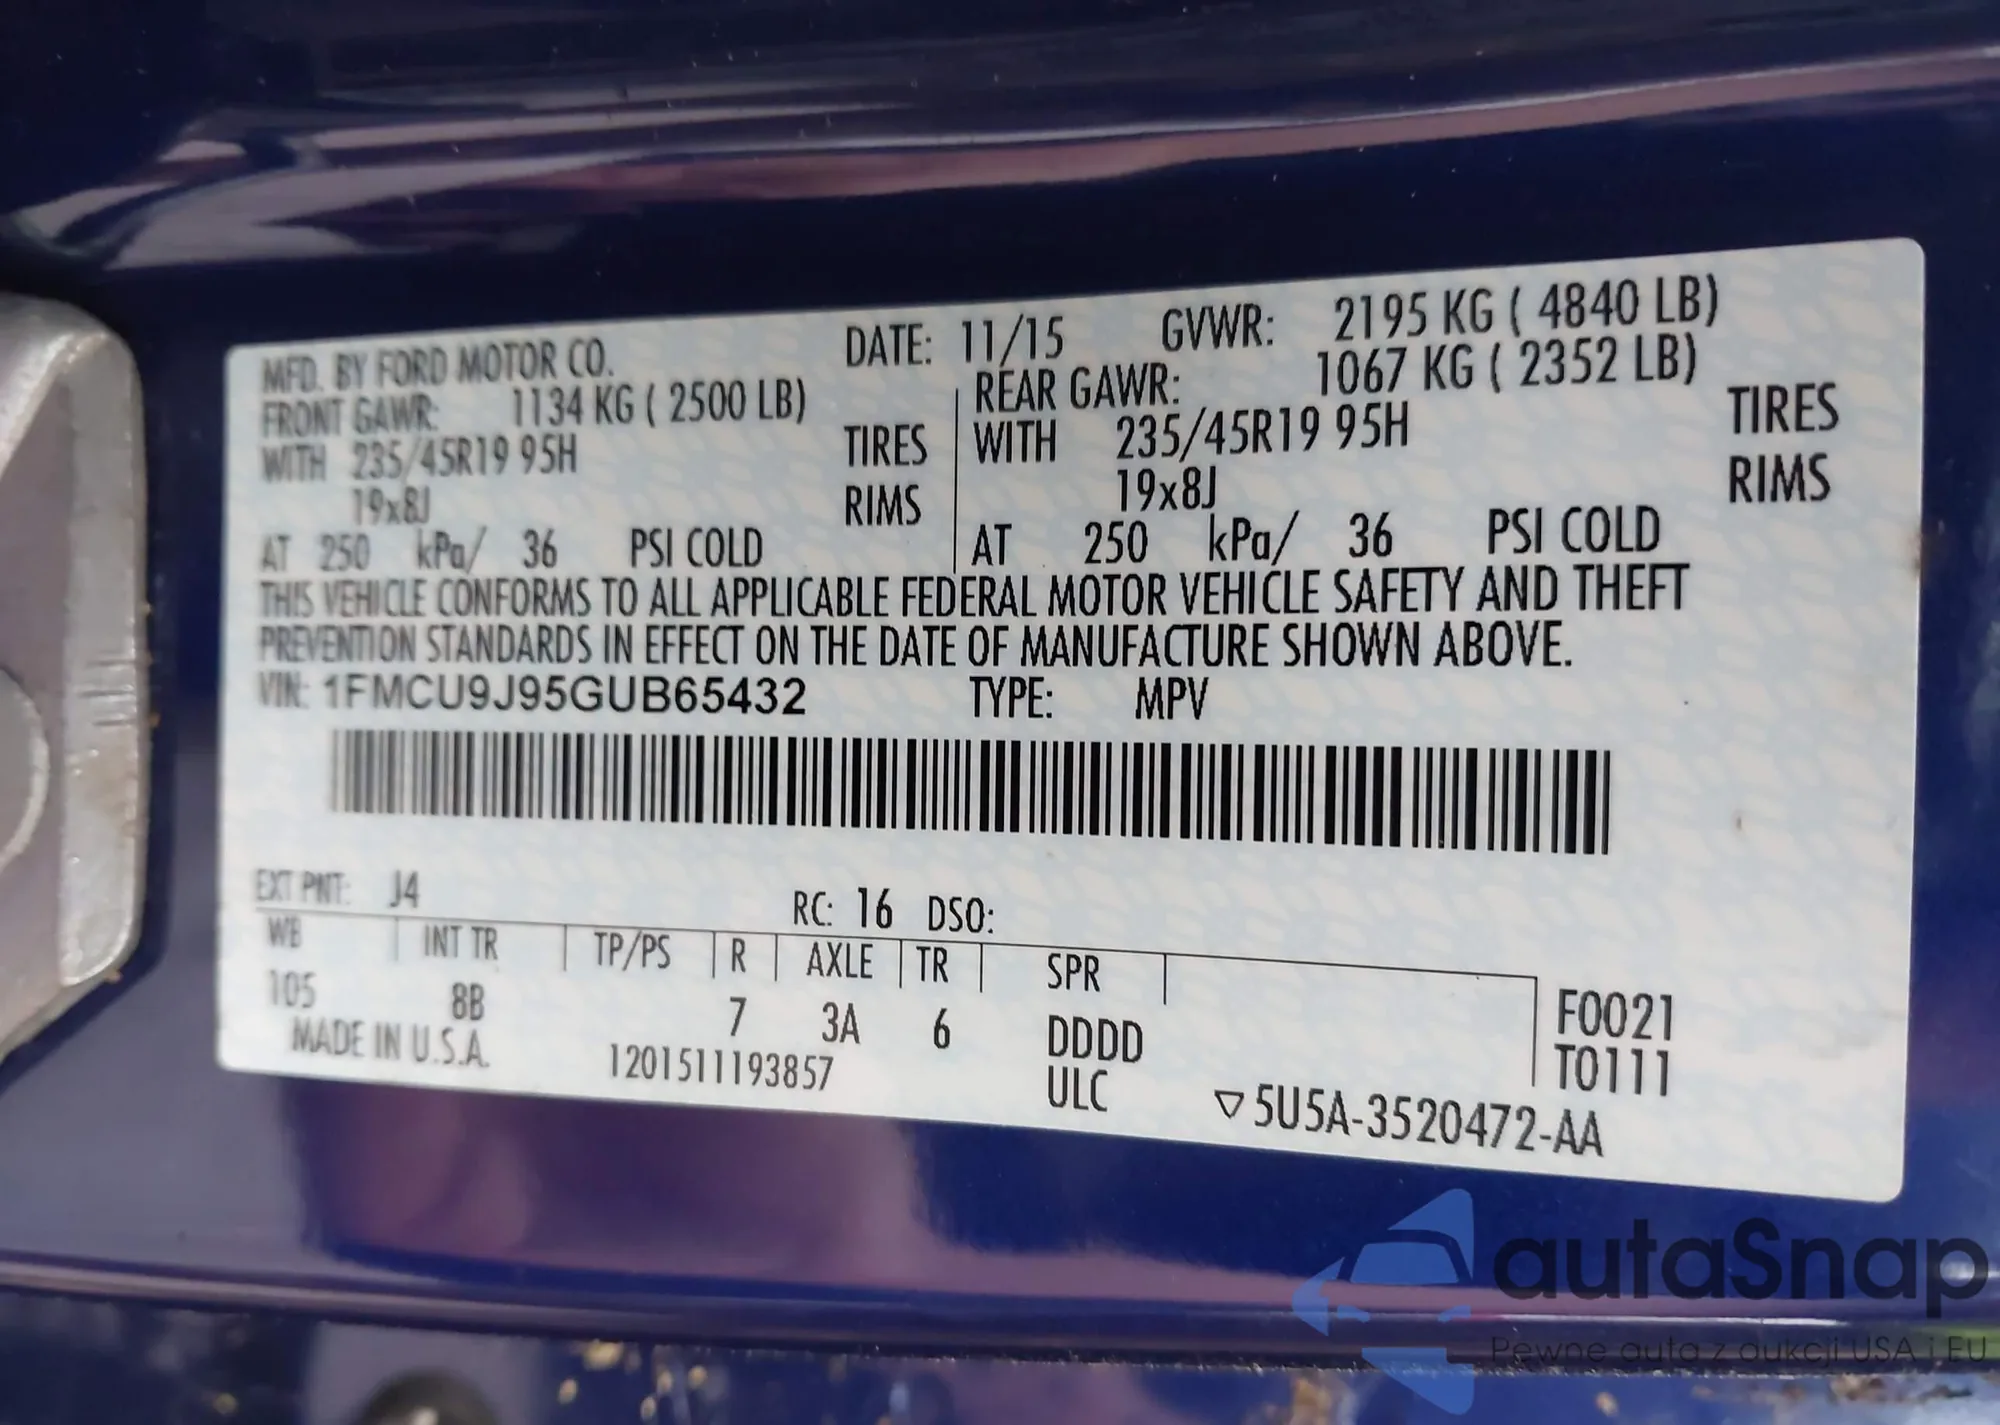 MFD. BY FORD MOTOR CO. DATE: 11/15 GVWR: 2195 KG ( 4840 LB)
FRONT GAWR: 1134 KG ( 2500 LB) REAR GAWR: 1067 KG ( 2352 LB)
WITH 235/45R19 95H TIRES WITH 235/45R19 95H TIRES
19x8J RIMS 19x8J RIMS
AT 250 kPa/ 36 PSI COLD AT 250 kPa/ 36 PSI COLD
THIS VEHICLE CONFORMS TO ALL APPLICABLE FEDERAL MOTOR VEHICLE SAFETY AND THEFT
PREVENTION STANDARDS IN EFFECT ON THE DATE OF MANUFACTURE SHOWN ABOVE.
VIN: 1FMCU9J95GUB65432 TYPE: MPV
EXT PNT: J4 RC: 16 DSO:
WB INT TR TP/PS R AXLE TR SPR
105 8B 7 3A 6 DDDD F0021
MADE IN U.S.A. 1201511193857 ULC T0111
▽5U5A-3520472-AA
autaSnap
Pewne auta z aukcji USA i EU